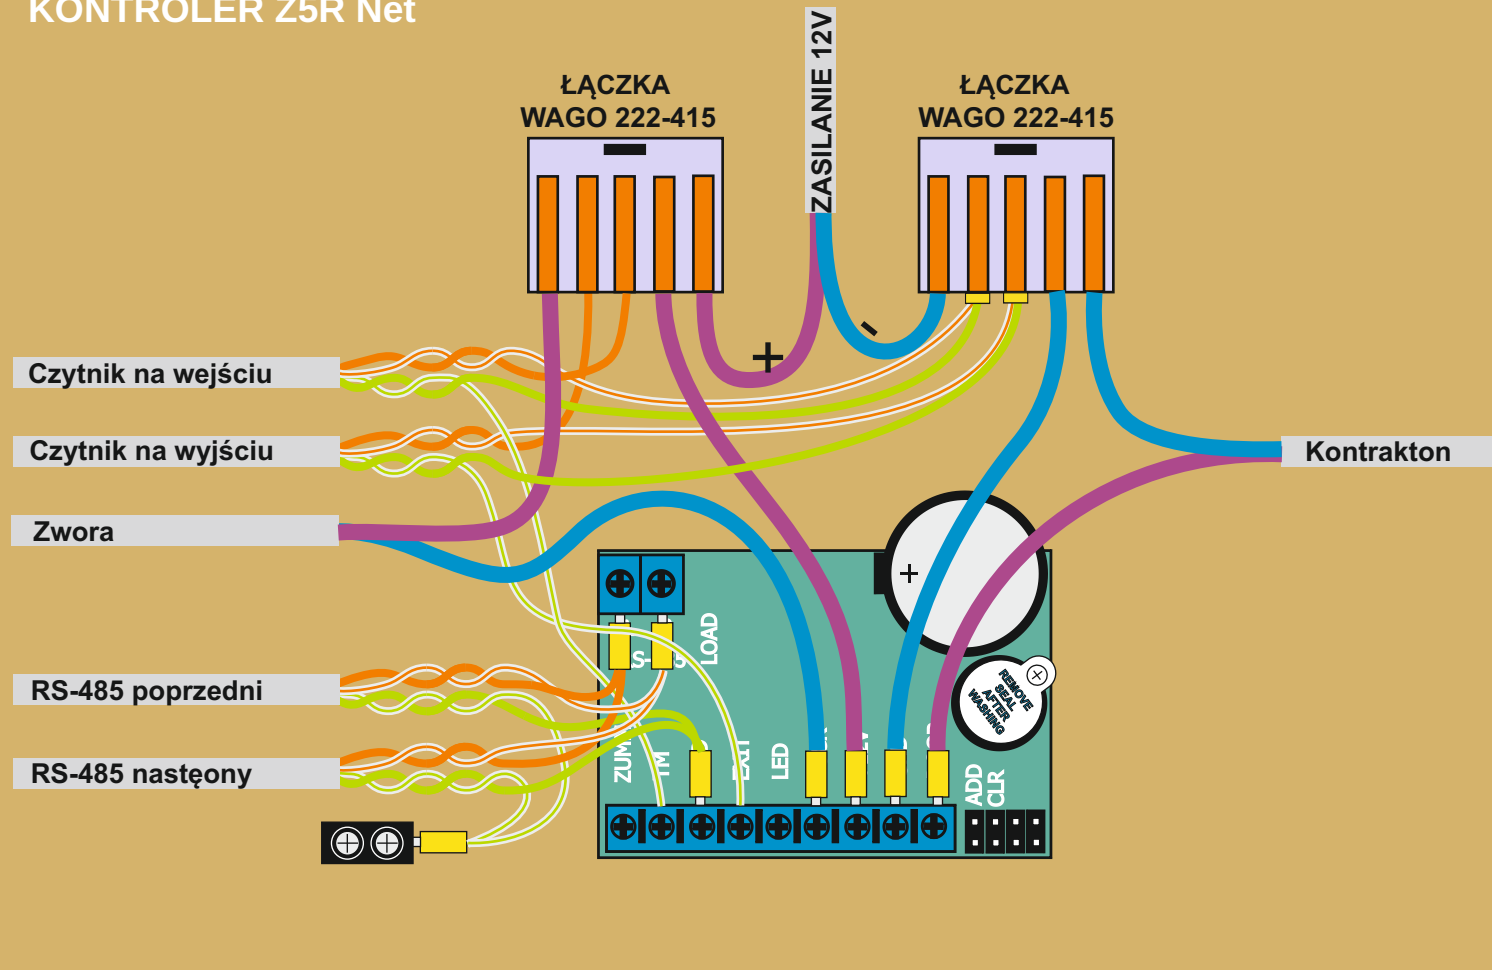 KONTROLER Z5R Net
ZASILANIE 12V
ŁĄCZKA
WAGO 222-415
ŁĄCZKA
WAGO 222-415
+
-
Czytnik na wejściu
Czytnik na wyjściu
Kontrakton
Zwora
+
LOAD
RS-485 poprzedni
REMOVE
SEAL
AFTER
WASHING
RS-485 nastęony
TM
EXIT
LED
ADD
CLR